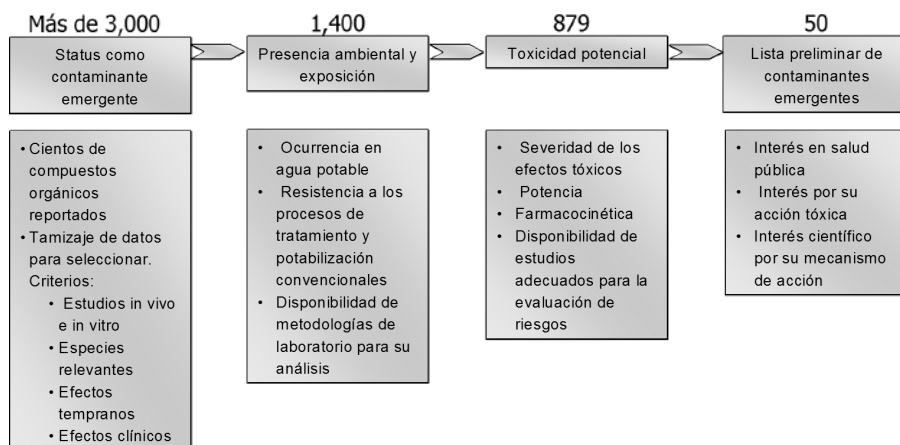 Más de 3,000
Status como
contaminante
emergente
• Cientos de
compuestos
orgánicos
reportados
• Tamizaje de datos
para seleccionar.
Criterios:
• Estudios in vivo
e in vitro
• Especies
relevantes
• Efectos
tempranos
• Efectos clínicos
1,400
Presencia ambiental y
exposición
• Ocurrencia en
agua potable
• Resistencia a los
procesos de
tratamiento y
potabilización
convencionales
• Disponibilidad de
metodologías de
laboratorio para su
análisis
879
Toxicidad potencial
• Severidad de los
efectos tóxicos
• Potencia
• Farmacocinética
• Disponibilidad de
estudios
adecuados para la
evaluación de
riesgos
50
Lista preliminar de
contaminantes
emergentes
• Interés en salud
pública
• Interés por su
acción tóxica
• Interés científico
por su mecanismo
de acción